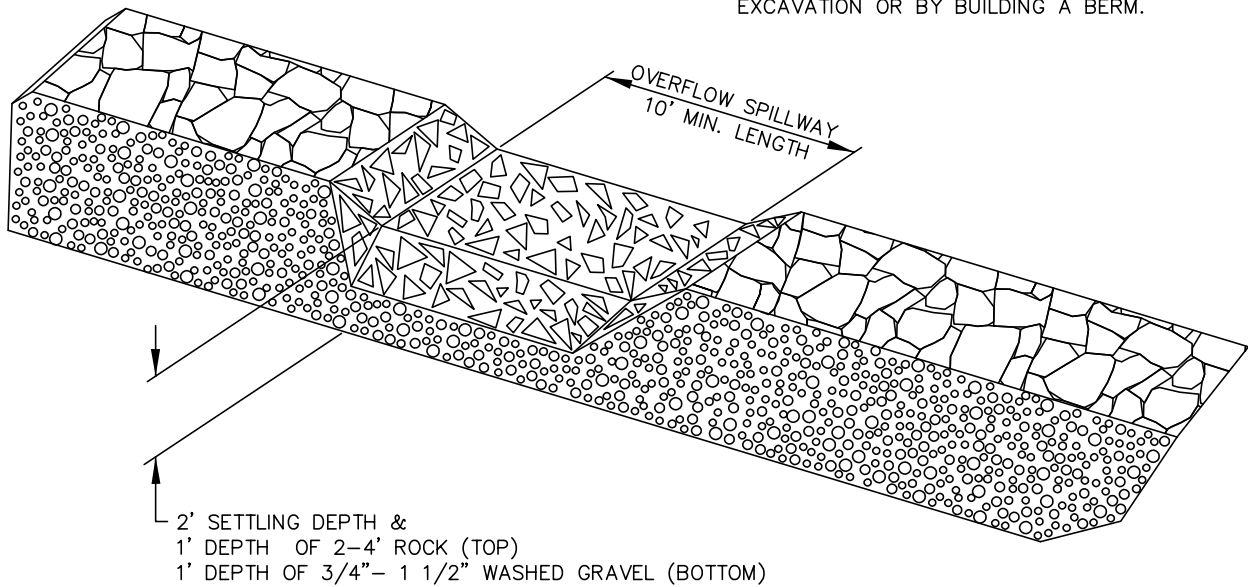 EXCAVATION OR BY BUILDING A BERM.
OVERFLOW SPILLWAY
10' MIN. LENGTH
2' SETTLING DEPTH &
1' DEPTH OF 2-4' ROCK (TOP)
1' DEPTH OF 3/4"- 1 1/2" WASHED GRAVEL (BOTTOM)